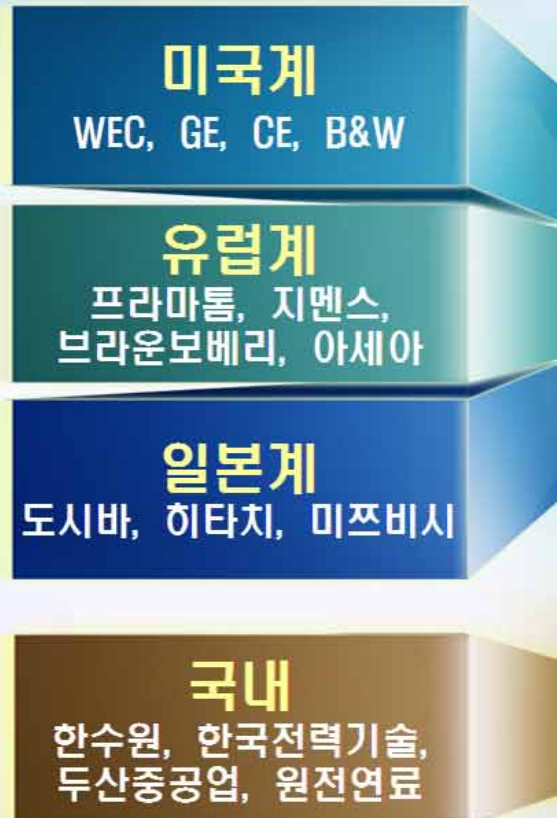 미국계
WEC, GE, CE, B&W
유럽계
프라마톰, 지멘스,
브라운보베리, 아세아
일본계
도시바, 히타치, 미쯔비시
국내
한수원, 한국전력기술,
두산중공업, 원전연료